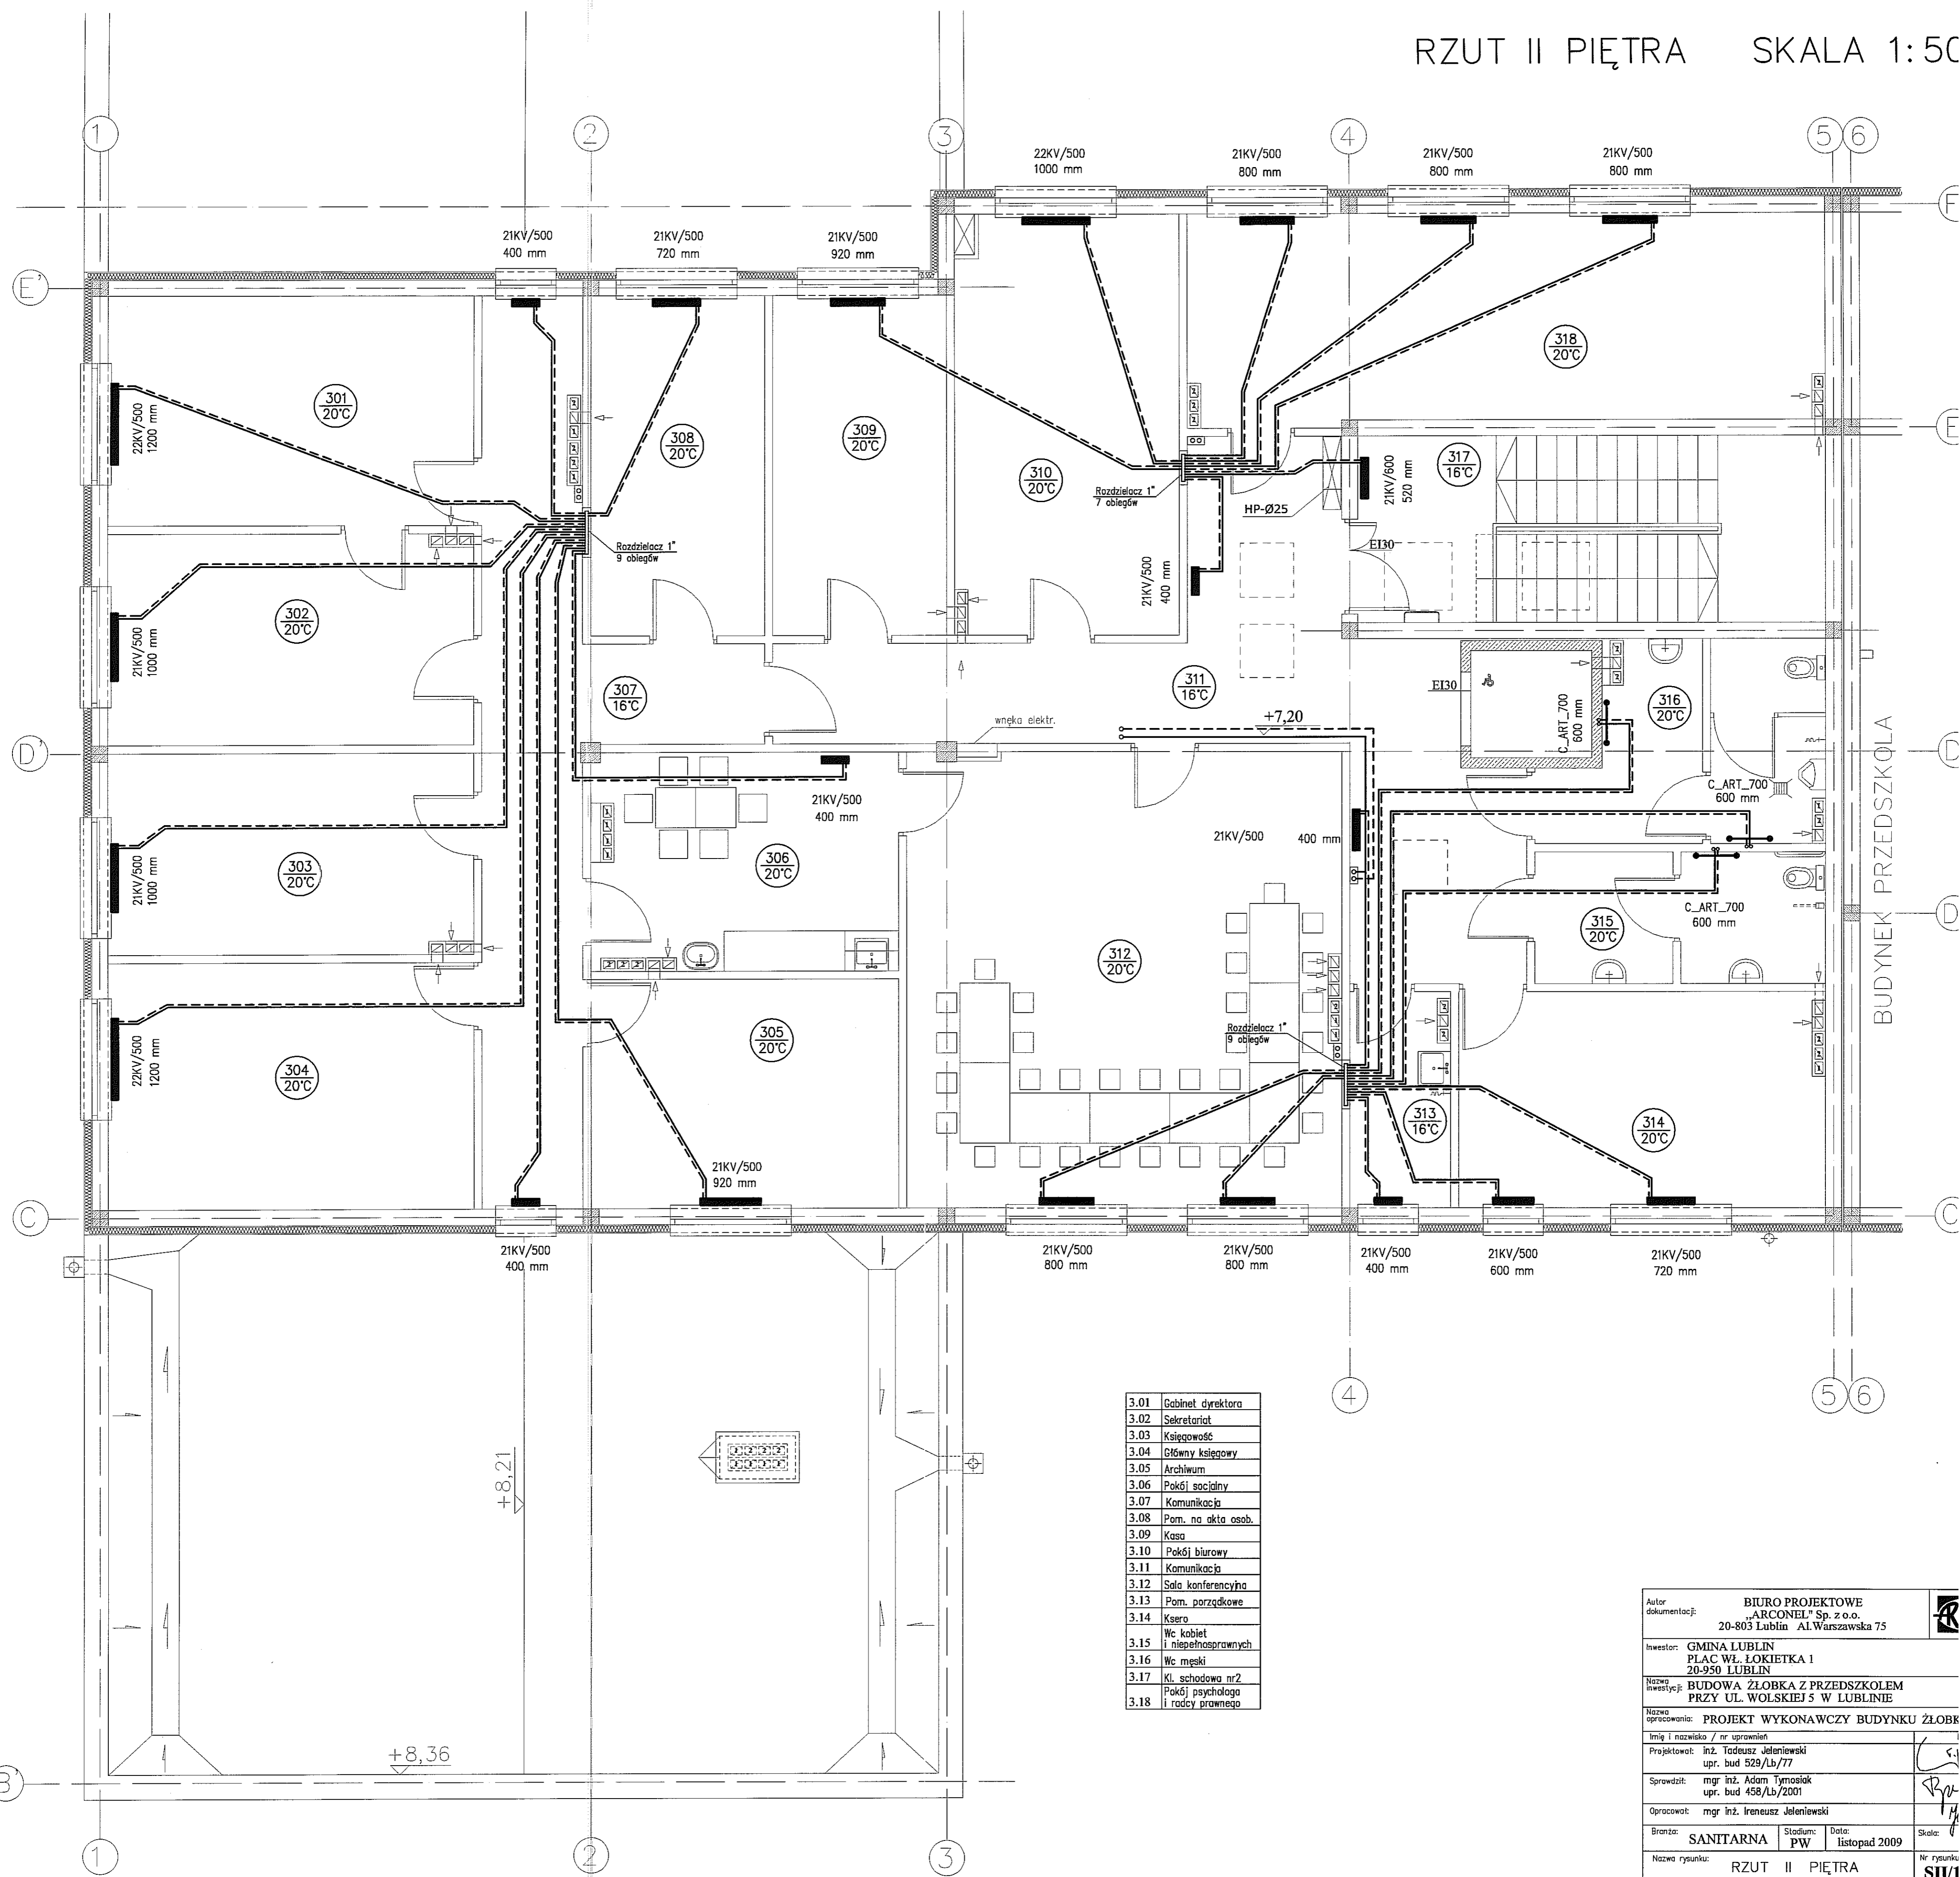 RZUT II PIĘTRA SKALA 1:50
1
2
3
4
5
6
22KV/500
1000 mm
21KV/500
800 mm
21KV/500
800 mm
21KV/500
800 mm
F
21KV/500
400 mm
21KV/500
720 mm
21KV/500
920 mm
E'
318
20°C
301
20°C
22KV/500
1200 mm
308
20°C
309
20°C
310
20°C
317
16°C
E
21KV/600
520 mm
Rozdzielacz 1"
7 obiegów
HP-Ø25
EI30
Rozdzielacz 1"
9 obiegów
21KV/500
400 mm
302
20°C
21KV/500
1000 mm
307
16°C
311
16°C
EI30
C_ART_700
600 mm
316
20°C
wnęka elektr.
+7,20
D'
D
BUDYNEK PRZEDSZKOLA
C_ART_700
600 mm
21KV/500
400 mm
21KV/500 400 mm
306
20°C
303
20°C
21KV/500
1000 mm
C_ART_700
600 mm
315
20°C
D
312
20°C
305
20°C
Rozdzielacz 1"
9 obiegów
304
20°C
22KV/500
1200 mm
313
16°C
314
20°C
21KV/500
920 mm
C
C
21KV/500
400 mm
21KV/500
800 mm
21KV/500
800 mm
21KV/500
400 mm
21KV/500
600 mm
21KV/500
720 mm
4
5
6
3.01 Gabinet dyrektora
3.02 Sekretariat
3.03 Księgowość
3.04 Główny księgowy
3.05 Archiwum
3.06 Pokój socjalny
3.07 Komunikacja
3.08 Pom. na akta osob.
3.09 Kasa
3.10 Pokój biurowy
3.11 Komunikacja
3.12 Sala konferencyjna
3.13 Pom. porządkowe
3.14 Ksero
3.15 Wc kobiet
i niepełnosprawnych
3.16 Wc męski
3.17 Kl. schodowa nr2
3.18 Pokój psychologa
i radcy prawnego
+8,21
+8,36
B'
1
2
3
Autor
dokumentacji:
BIURO PROJEKTOWE
„ARCONEL" Sp. z o.o.
20-803 Lublin Al.Warszawska 75
Inwestor: GMINA LUBLIN
PLAC WŁ. ŁOKIETKA 1
20-950 LUBLIN
Nazwa
inwestycji: BUDOWA ŻŁOBKA Z PRZEDSZKOLEM
PRZY UL. WOLSKIEJ 5 W LUBLINIE
Nazwa
opracowania: PROJEKT WYKONAWCZY BUDYNKU ŻŁOBK
Imię i nazwisko / nr uprawnień
Projektował: inż. Tadeusz Jeleniewski
upr. bud 529/Lb/77
Sprawdził: mgr inż. Adam Tymosiak
upr. bud 458/Lb/2001
Opracował: mgr inż. Ireneusz Jeleniewski
Branża: SANITARNA
Stadium: PW
Data: listopad 2009
Skala:
Nazwa rysunku: RZUT II PIĘTRA
Nr rysunku
SII/1